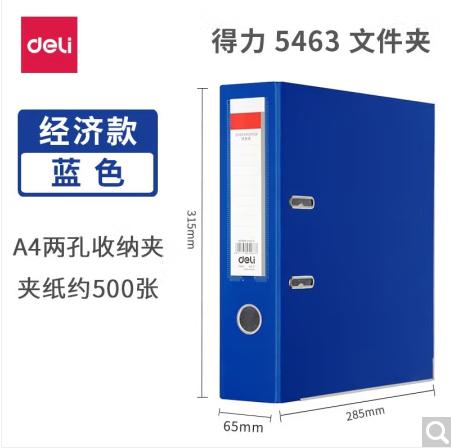 deli
得力 5463 文件夹
经济款
蓝 色
A4两孔收纳夹
夹纸约500张
315mm
deli
65mm
285mm